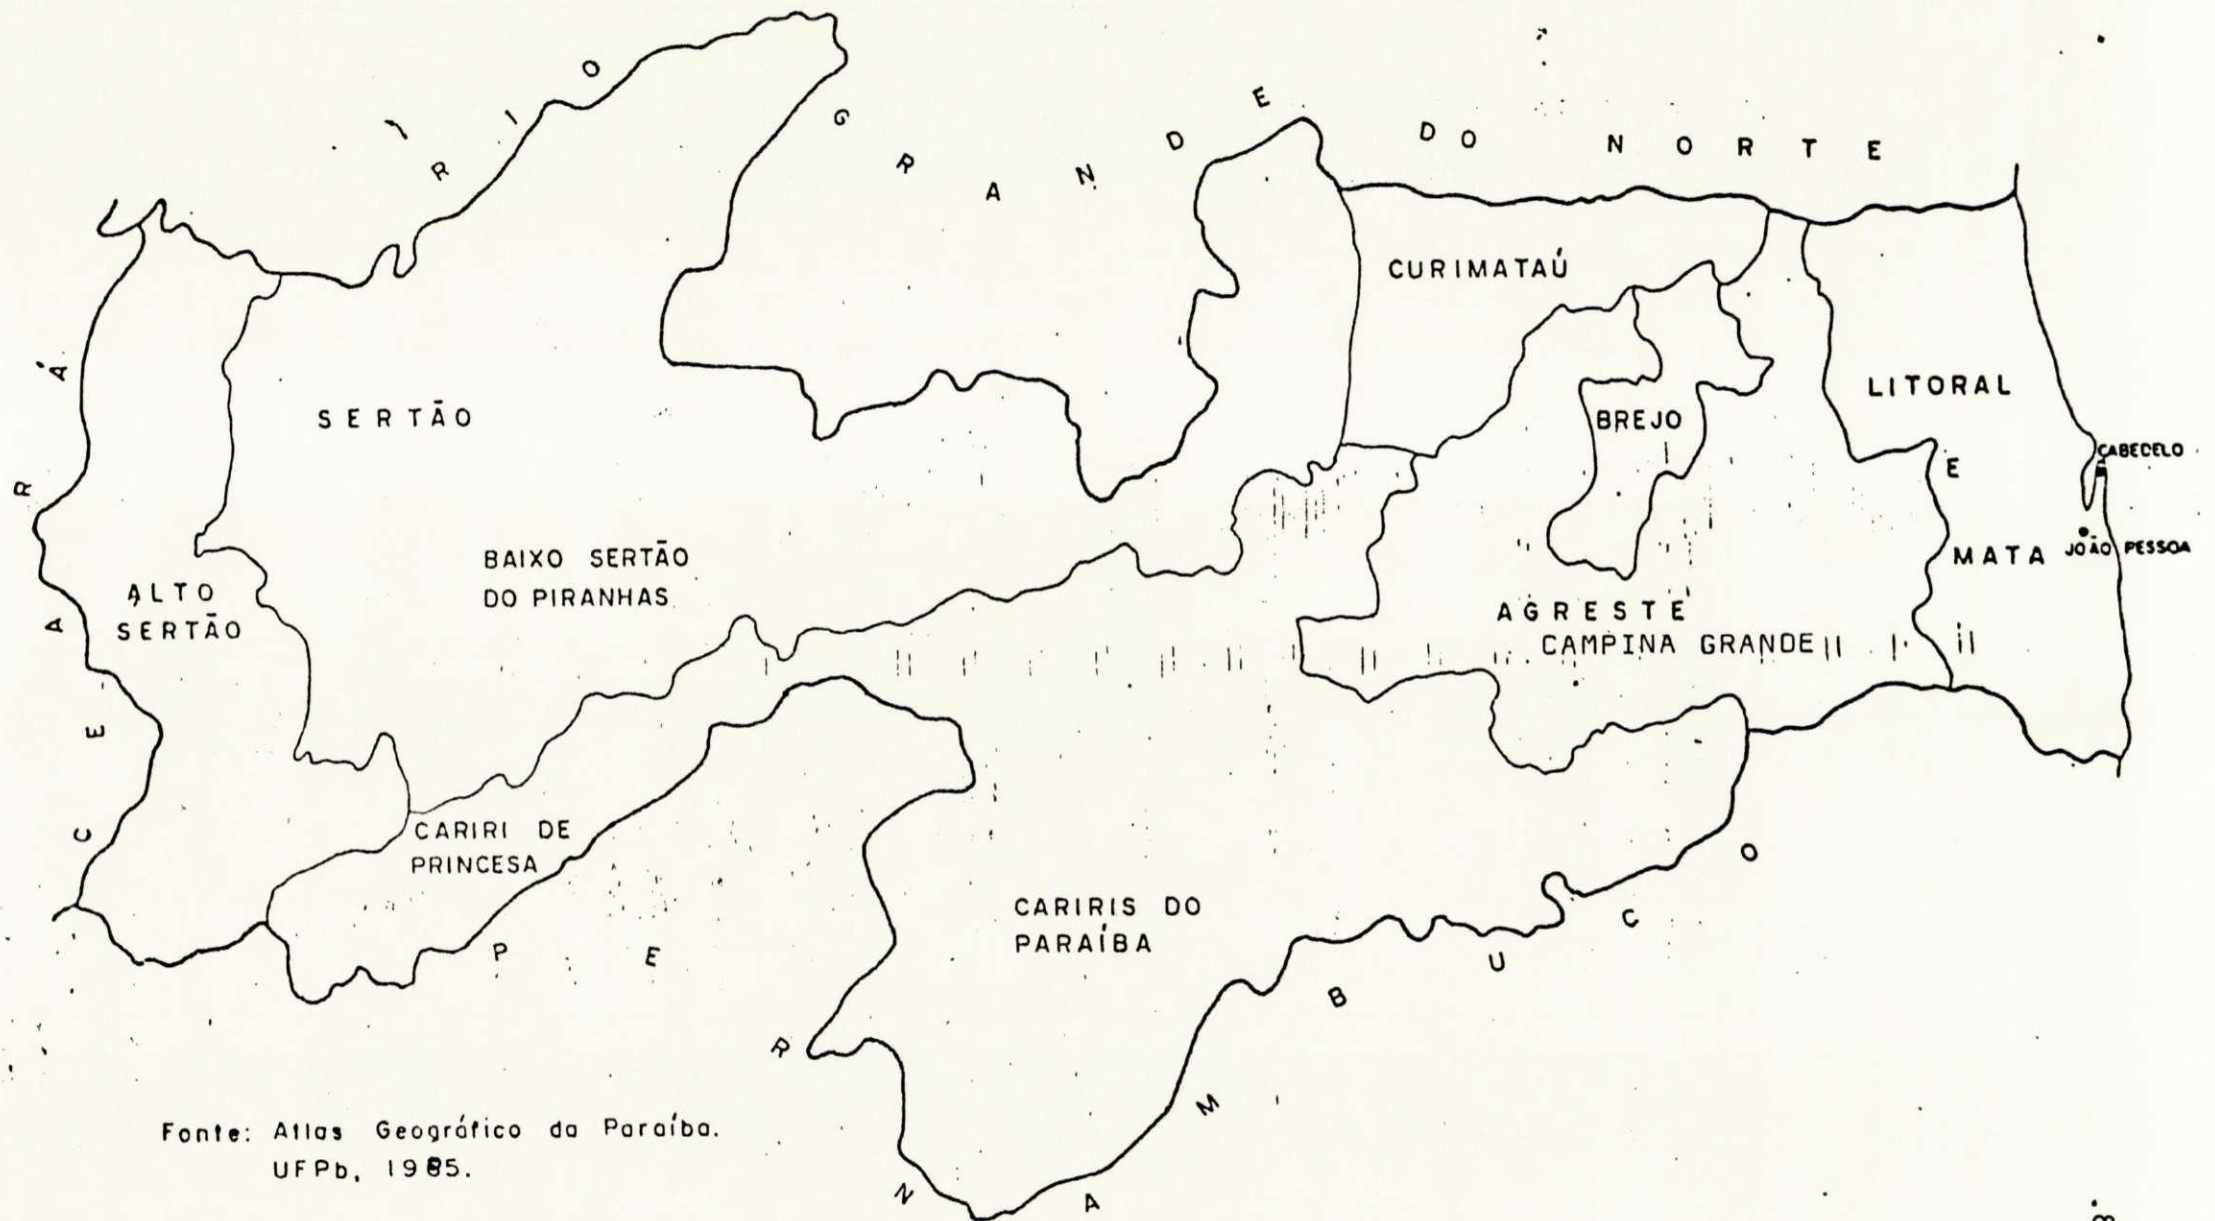 RIO GRANDE DO NORTE
CEARÁ
CURIMATAÚ
SERTÃO
LITORAL
BREJO
CABEDELO
E
BAIXO SERTÃO
DO PIRANHAS
MATA
JOÃO PESSOA
ALTO
SERTÃO
AGRESTE
CAMPINA GRANDE
CARIRI DE
PRINCESA
CARIRIS DO
PARAÍBA
PERNAMBUCO
Fonte: Atlas Geográfico da Paraíba.
UFPb, 1985.